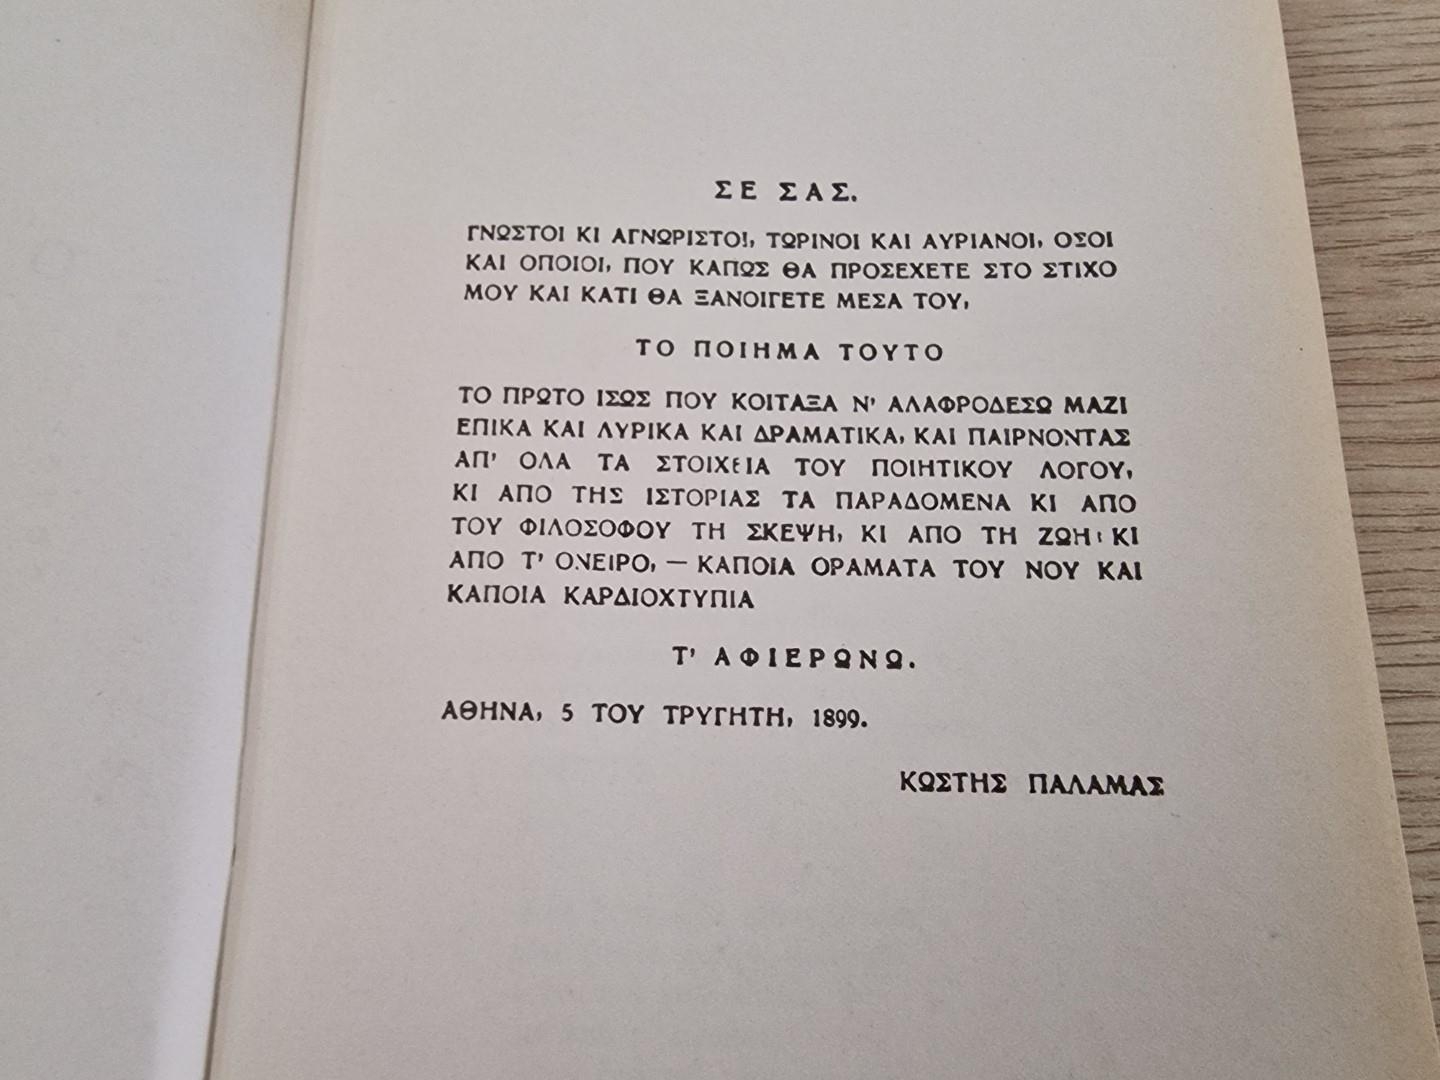 ΣΕ ΣΑΣ.
ΓΝΩΣΤΟΙ ΚΙ ΑΓΝΩΡΙΣΤΟΙ, ΤΩΡΙΝΟΙ ΚΑΙ ΑΥΡΙΑΝΟΙ, ΟΣΟΙ
ΚΑΙ ΟΠΟΙΟΙ, ΠΟΥ ΚΑΠΩΣ ΘΑ ΠΡΟΣΕΧΕΤΕ ΣΤΟ ΣΤΙΧΟ
ΜΟΥ ΚΑΙ ΚΑΤΙ ΘΑ ΞΑΝΟΙΓΕΤΕ ΜΕΣΑ ΤΟΥ,
ΤΟ ΠΟΙΗΜΑ ΤΟΥΤΟ
ΤΟ ΠΡΩΤΟ ΙΣΩΣ ΠΟΥ ΚΟΙΤΑΞΑ Ν' ΑΛΑΦΡΟΔΕΣΩ ΜΑΖΙ
ΕΠΙΚΑ ΚΑΙ ΛΥΡΙΚΑ ΚΑΙ ΔΡΑΜΑΤΙΚΑ, ΚΑΙ ΠΑΙΡΝΟΝΤΑΣ
ΑΠ' ΟΛΑ ΤΑ ΣΤΟΙΧΕΙΑ ΤΟΥ ΠΟΙΗΤΙΚΟΥ ΛΟΓΟΥ,
ΚΙ ΑΠΟ ΤΗΣ ΙΣΤΟΡΙΑΣ ΤΑ ΠΑΡΑΔΟΜΕΝΑ ΚΙ ΑΠΟ
ΤΟΥ ΦΙΛΟΣΟΦΟΥ ΤΗ ΣΚΕΨΗ, ΚΙ ΑΠΟ ΤΗ ΖΩΗ ΚΙ
ΑΠΟ Τ' ΟΝΕΙΡΟ, — ΚΑΠΟΙΑ ΟΡΑΜΑΤΑ ΤΟΥ ΝΟΥ ΚΑΙ
ΚΑΠΟΙΑ ΚΑΡΔΙΟΧΤΥΠΙΑ
Τ' ΑΦΙΕΡΩΝΩ.
ΑΘΗΝΑ, 5 ΤΟΥ ΤΡΥΓΗΤΗ, 1899.
ΚΩΣΤΗΣ ΠΑΛΑΜΑΣ